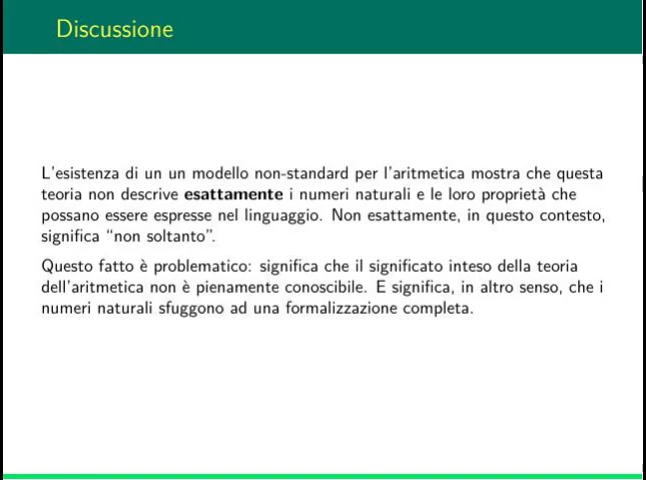 Discussione
L'esistenza di un un modello non-standard per l'aritmetica mostra che questa
teoria non descrive esattamente i numeri naturali e le loro proprietà che
possano essere espresse nel linguaggio. Non esattamente, in questo contesto,
significa “non soltanto”.
Questo fatto è problematico: significa che il significato inteso della teoria
dell'aritmetica non è pienamente conoscibile. E significa, in altro senso, che i
numeri naturali sfuggono ad una formalizzazione completa.